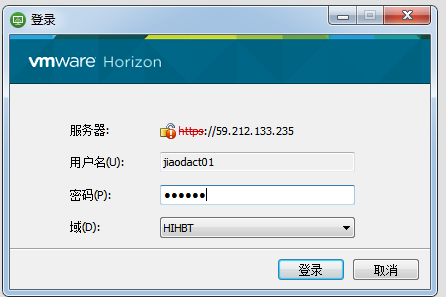 登录
vmware Horizon
服务器: https://59.212.133.235
用户名(U): jiaodact01
密码(P): ●●●●●●
域(D): HIHBT
登录 取消